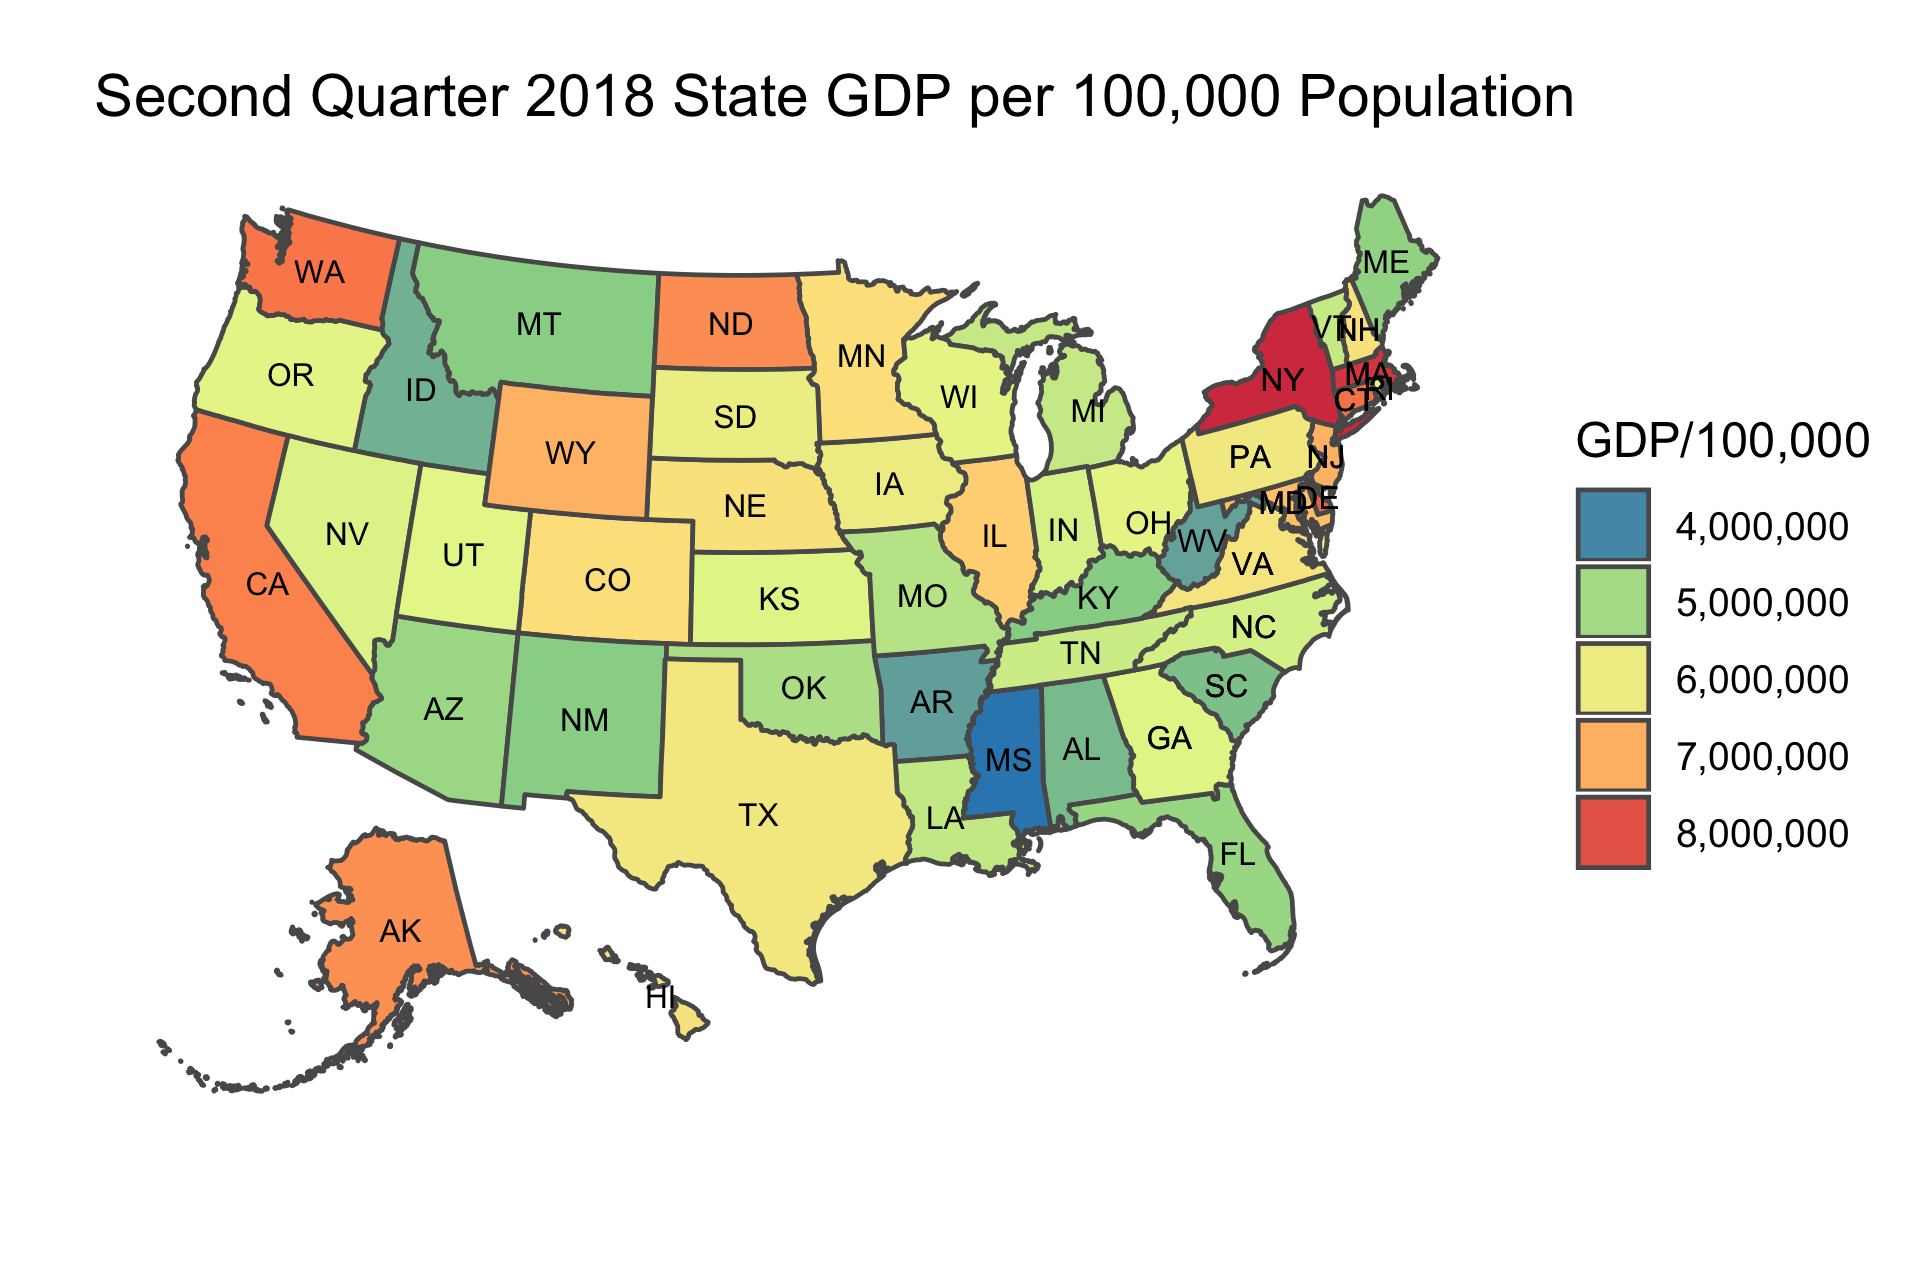 Second Quarter 2018 State GDP per 100,000 Population
WA
MT
ND
MN
ME
VT
NH
OR
ID
SD
WI
MI
NY
MA
RI
CT
WY
NE
IA
PA
NJ
NV
UT
CO
KS
IL
IN
OH
WV
MD
DE
VA
CA
MO
KY
NC
TN
AZ
NM
OK
AR
SC
MS
AL
GA
TX
LA
FL
AK
HI
GDP/100,000
4,000,000
5,000,000
6,000,000
7,000,000
8,000,000